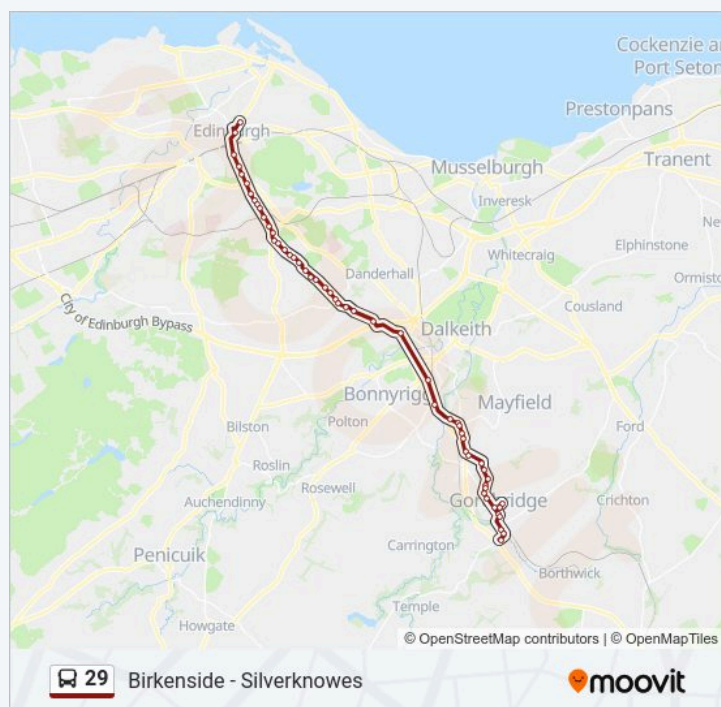 Cockenzie an
Port Seton
Prestonpans
Edinburgh
Musselburgh
Tranent
Inveresk
Whitecraig
Elphinstone
Danderhall
Ormisto
City of Edinburgh Bypass
Cousland
Dalkeith
Bonnyrigg
Mayfield
Polton
Bilston
Ford
Roslin
Rosewell
Auchendinny
Gorebridge
Crichton
Penicuik
Carrington
Borthwick
Temple
Howgate
© OpenStreetMap contributors | © OpenMapTiles
29 Birkenside - Silverknowes
moovit